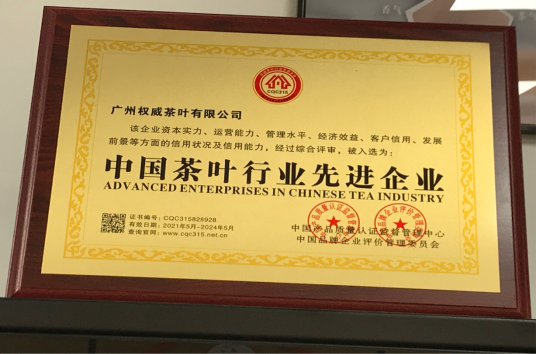 CQC315
广州权威茶叶有限公司
该企业资本实力、运营能力、管理水平、经济效益、客户信用、发展
前景等方面的信用状况及信用能力，经过综合评审，被入选为：
中国茶叶行业先进企业
ADVANCED ENTERPRISES IN CHINESE TEA INDUSTRY
证书编号：CQC315828928
有效日期：2021年5月-2024年5月
查询官网：www.cqc315.net.cn
中国产品质量认证监督管理中心
中国品牌企业评价管理委员会